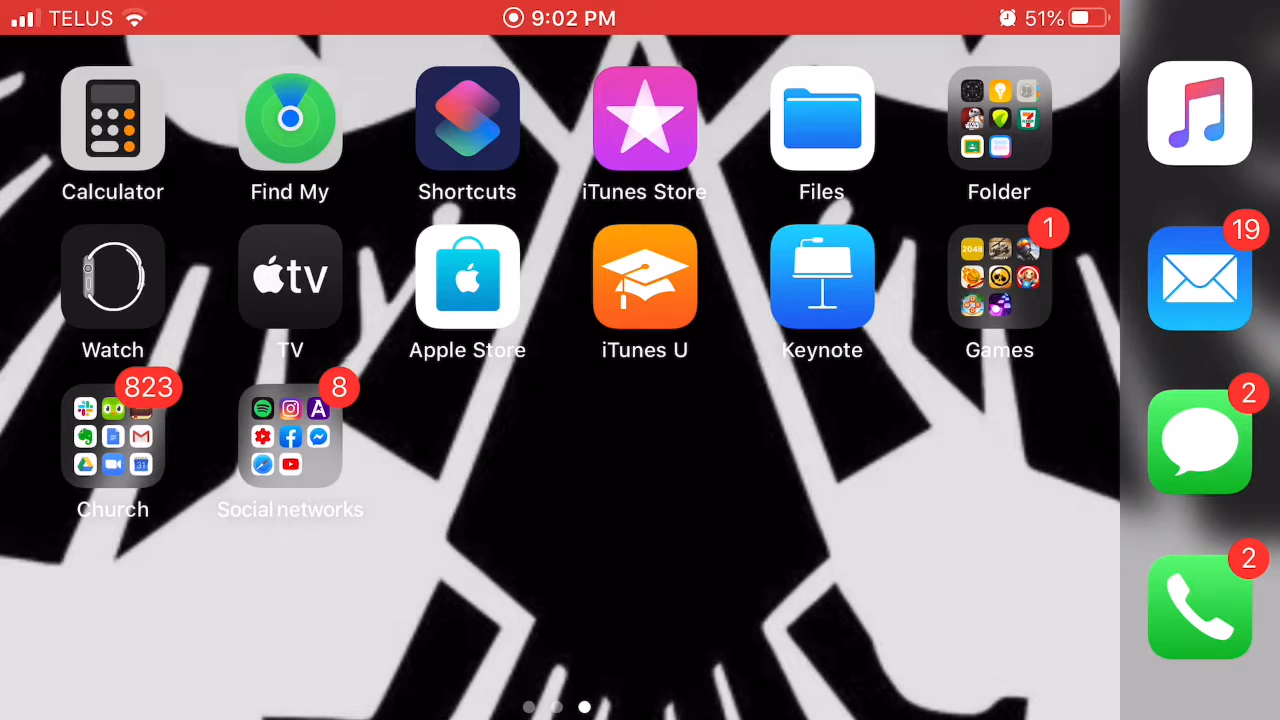 TELUS 9:02 PM 51%
Calculator Find My Shortcuts iTunes Store Files Folder
19
1
tv
Watch TV Apple Store iTunes U Keynote Games
823 8 2
Church Social networks
2